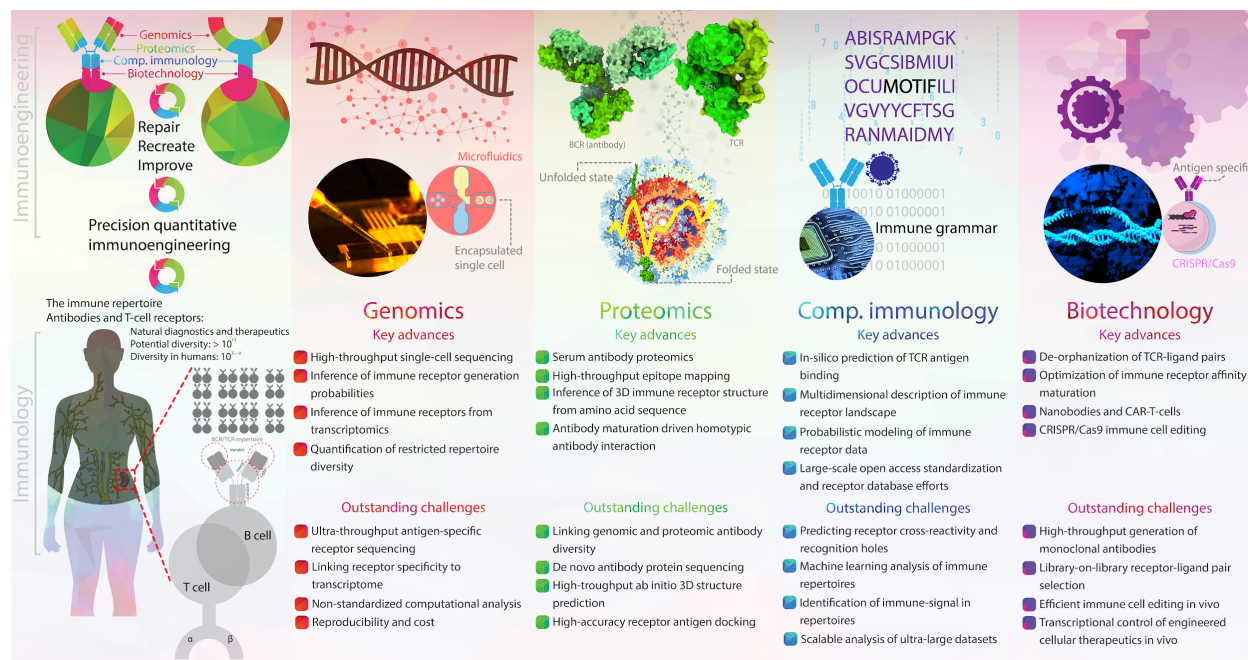 Immunoengineering
Genomics
Proteomics
Comp. immunology
Biotechnology
Repair
Recreate
Improve
Precision quantitative
immunoengineering
Immunology
The immune repertoire
Antibodies and T-cell receptors:
Natural diagnostics and therapeutics
Potential diversity: > 10¹³
Diversity in humans: 10⁵⁻⁹
BCR/TCR repertoire
Variable
B cell
T cell
α
β
Microfluidics
Encapsulated
single cell
Genomics
Key advances
High-throughput single-cell sequencing
Inference of immune receptor generation
probabilities
Inference of immune receptors from
transcriptomics
Quantification of restricted repertoire
diversity
Outstanding challenges
Ultra-throughput antigen-specific
receptor sequencing
Linking receptor specificity to
transcriptome
Non-standardized computational analysis
Reproducibility and cost
BCR (antibody)
TCR
Unfolded state
Folded state
Proteomics
Key advances
Serum antibody proteomics
High-throughput epitope mapping
Inference of 3D immune receptor structure
from amino acid sequence
Antibody maturation driven homotypic
antibody interaction
Outstanding challenges
Linking genomic and proteomic antibody
diversity
De novo antibody protein sequencing
High-troughput ab initio 3D structure
prediction
High-accuracy receptor antigen docking
ABISRAMPGK
SVGCSIBMIUI
OCUMOTIFILI
VGVYYCFTSG
RANMAIDMY
Immune grammar
Comp. immunology
Key advances
In-silico prediction of TCR antigen
binding
Multidimensional description of immune
receptor landscape
Probabilistic modeling of immune
receptor data
Large-scale open access standardization
and receptor database efforts
Outstanding challenges
Predicting receptor cross-reactivity and
recognition holes
Machine learning analysis of immune
repertoires
Identification of immune-signal in
repertoires
Scalable analysis of ultra-large datasets
Antigen specifi
CRISPR/Cas9
Biotechnology
Key advances
De-orphanization of TCR-ligand pairs
Optimization of immune receptor affinity
maturation
Nanobodies and CAR-T-cells
CRISPR/Cas9 immune cell editing
Outstanding challenges
High-throughput generation of
monoclonal antibodies
Library-on-library receptor-ligand pair
selection
Efficient immune cell editing in vivo
Transcriptional control of engineered
cellular therapeutics in vivo